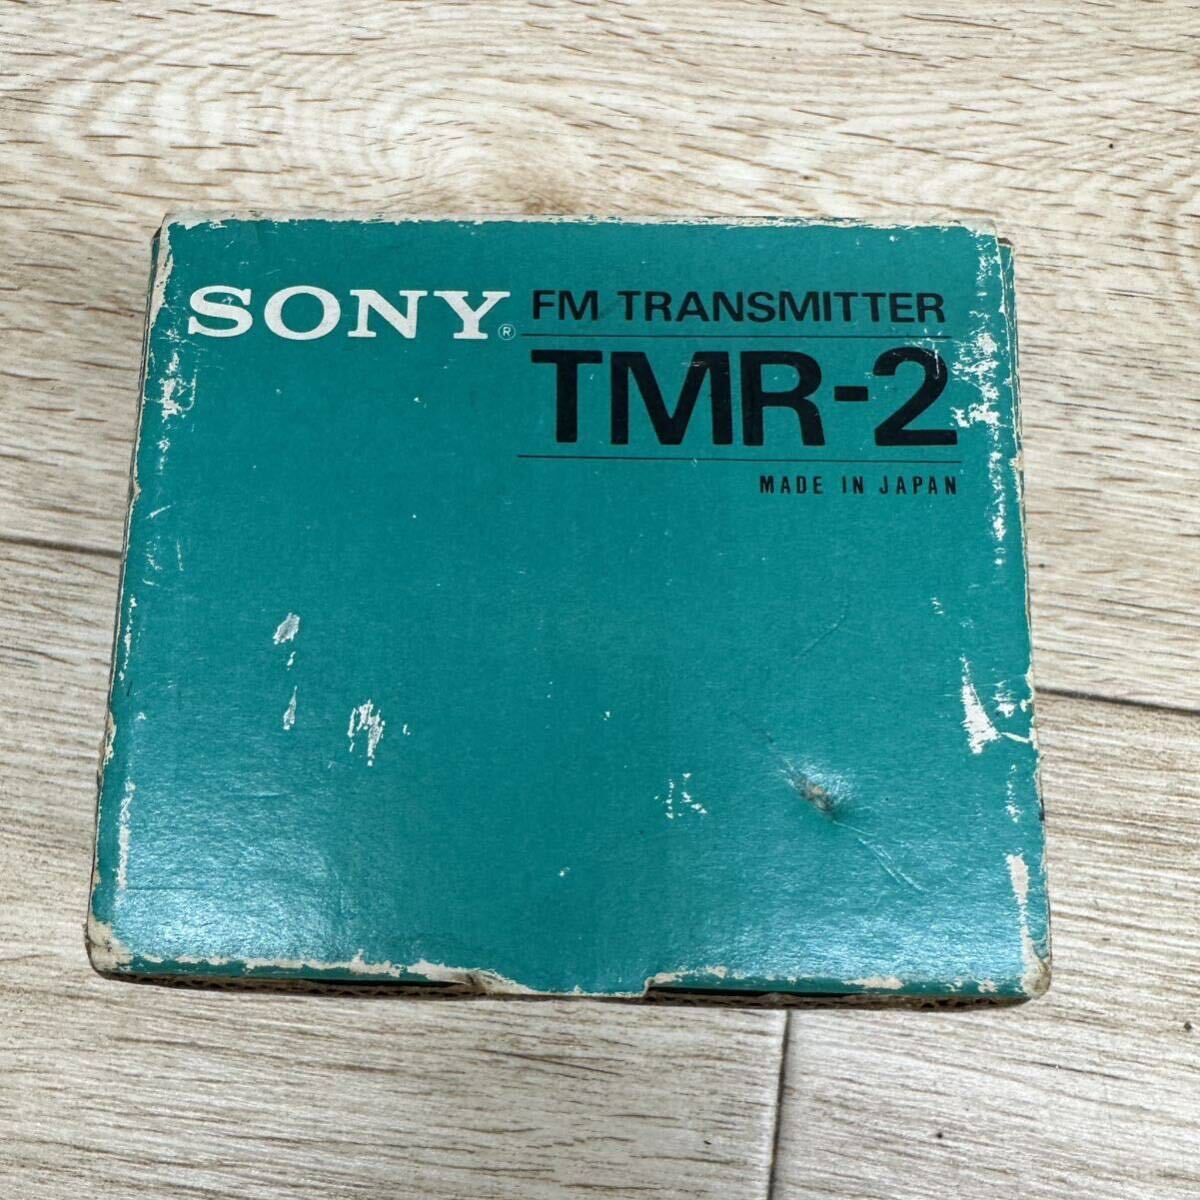 SONY®
FM TRANSMITTER
TMR-2
MADE IN JAPAN